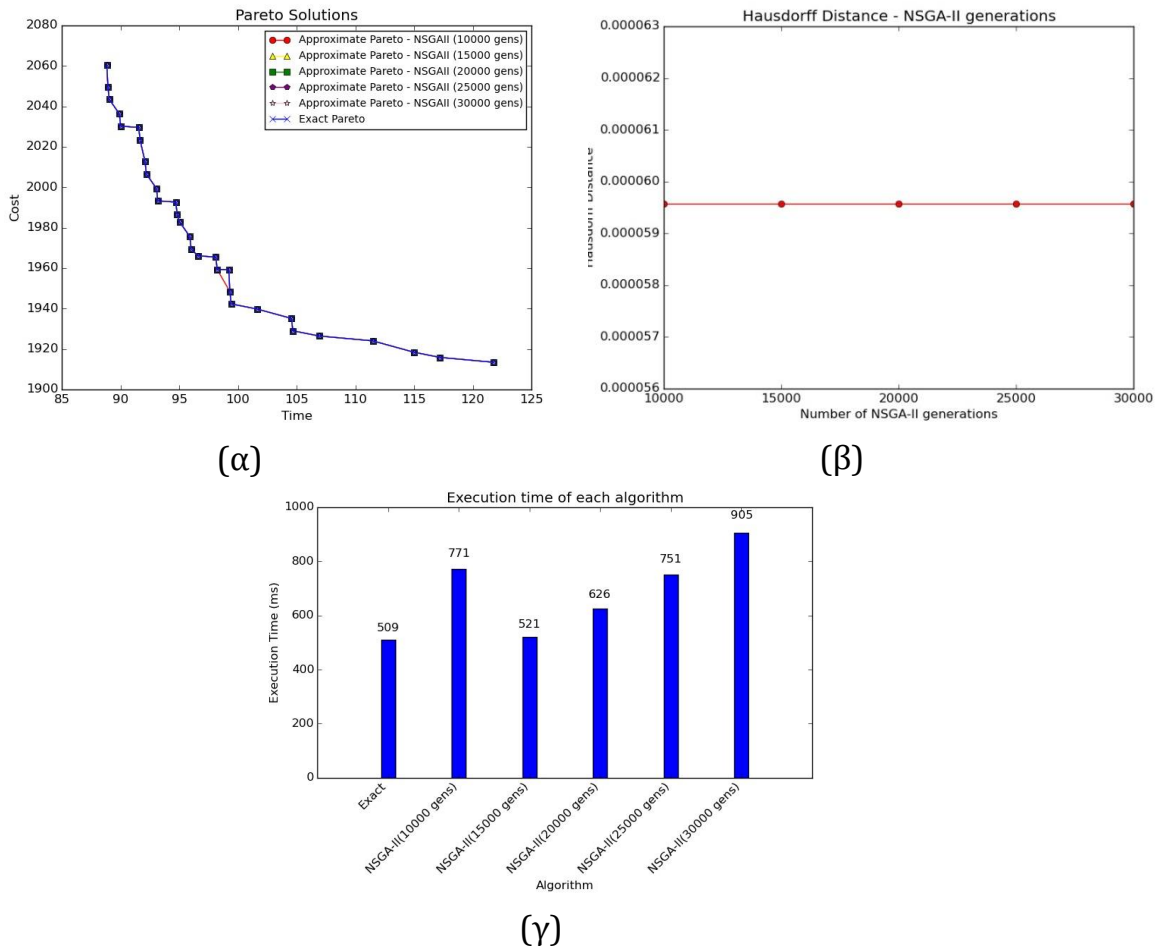 Pareto Solutions
2080
2060
2040
2020
2000
1980
1960
1940
1920
1900
Cost
85 90 95 100 105 110 115 120 125
Time
Approximate Pareto - NSGAII (10000 gens)
Approximate Pareto - NSGAII (15000 gens)
Approximate Pareto - NSGAII (20000 gens)
Approximate Pareto - NSGAII (25000 gens)
Approximate Pareto - NSGAII (30000 gens)
Exact Pareto
(α)
Hausdorff Distance - NSGA-II generations
0.000063
0.000062
0.000061
0.000060
0.000059
0.000058
0.000057
0.000056
Hausdorff Distance
10000 15000 20000 25000 30000
Number of NSGA-II generations
(β)
Execution time of each algorithm
1000
800
600
400
200
0
Execution Time (ms)
509
771
521
626
751
905
Exact
NSGA-II(10000 gens)
NSGA-II(15000 gens)
NSGA-II(20000 gens)
NSGA-II(25000 gens)
NSGA-II(30000 gens)
Algorithm
(γ)